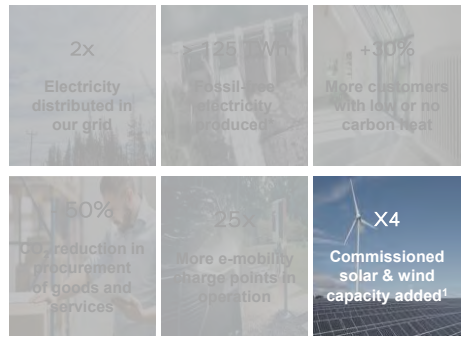 2x
Electricity
distributed in
our grid
> 125 TWh
Fossil-free
electricity
produced
+30%
More customers
with low or no
carbon heat
50%
CO₂ reduction in
procurement
of goods and
services
25x
More e-mobility
charge points in
operation
X4
Commissioned
solar & wind
capacity added¹